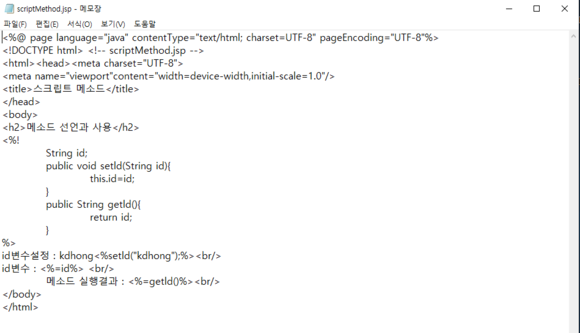 scriptMethod.jsp - 메모장
파일(F) 편집(E) 서식(O) 보기(V) 도움말
<%@ page language="java" contentType="text/html; charset=UTF-8" pageEncoding="UTF-8"%>
<!DOCTYPE html> <!-- scriptMethod.jsp -->
<html><head><meta charset="UTF-8">
<meta name="viewport"content="width=device-width,initial-scale=1.0"/>
<title>스크립트 메소드</title>
</head>
<body>
<h2>메소드 선언과 사용</h2>
<%!
String id;
public void setId(String id){
this.id=id;
}
public String getId(){
return id;
}
%>
id변수설정 : kdhong<%setId("kdhong");%><br/>
id변수 : <%=id%> <br/>
메소드 실행결과 : <%=getId()%><br/>
</body>
</html>